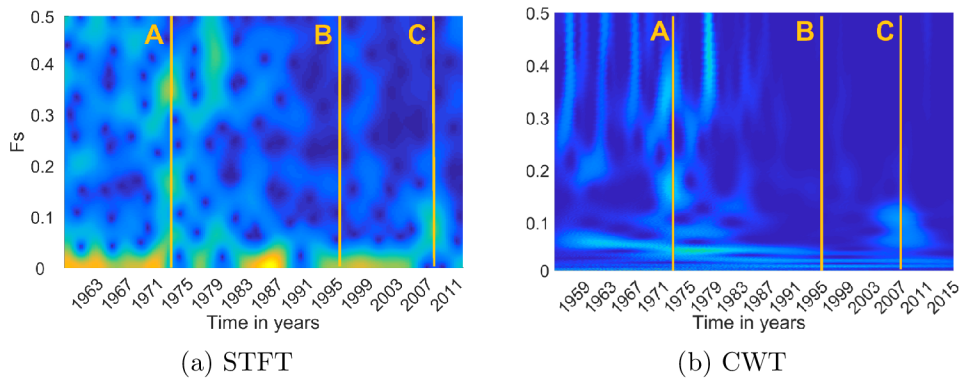 A B C
Fs
0.5
0.4
0.3
0.2
0.1
0
1963 1967 1971 1975 1979 1983 1987 1991 1995 1999 2003 2007 2011
Time in years
(a) STFT
A B C
0.5
0.4
0.3
0.2
0.1
0
1959 1963 1967 1971 1975 1979 1983 1987 1991 1995 1999 2003 2007 2011 2015
Time in years
(b) CWT